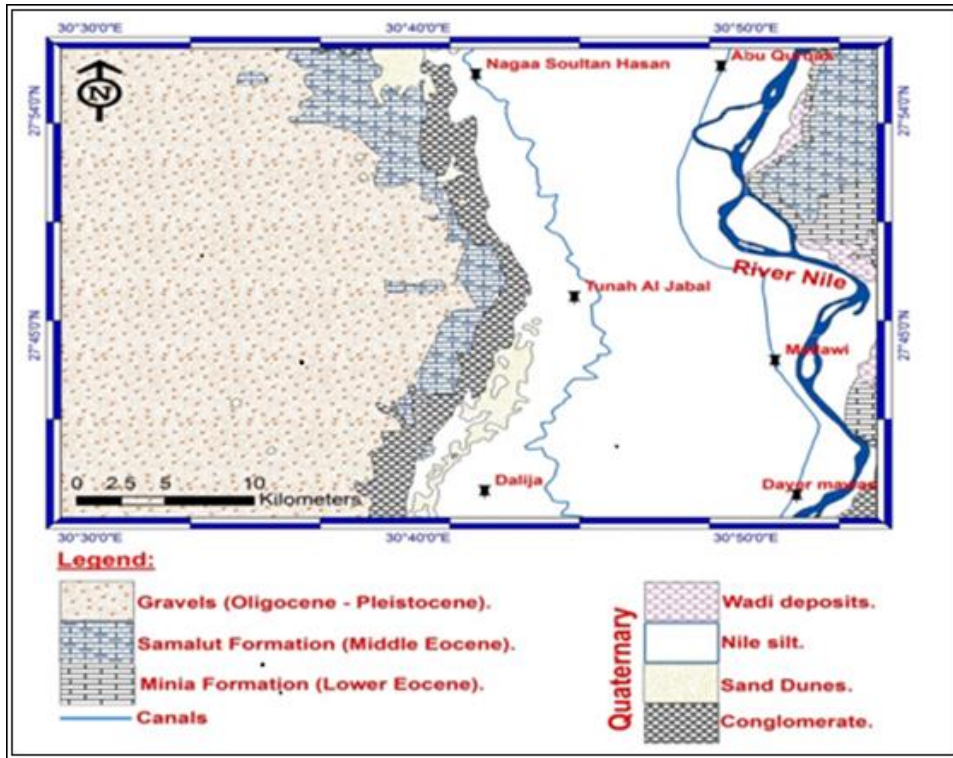 30°30'0"E 30°40'0"E 30°50'0"E
N
Nagaa Soultan Hasan
Abu Qurqas
27°54'0"N
27°54'0"N
River Nile
Tunah Al Jabal
27°45'0"N
27°45'0"N
Mallawi
Dalija
Dayer mawas
0 2.5 5 10
Kilometers
30°30'0"E 30°40'0"E 30°50'0"E
Legend:
Gravels (Oligocene - Pleistocene).
Samalut Formation (Middle Eocene).
Minia Formation (Lower Eocene).
Canals
Quaternary
Wadi deposits.
Nile silt.
Sand Dunes.
Conglomerate.